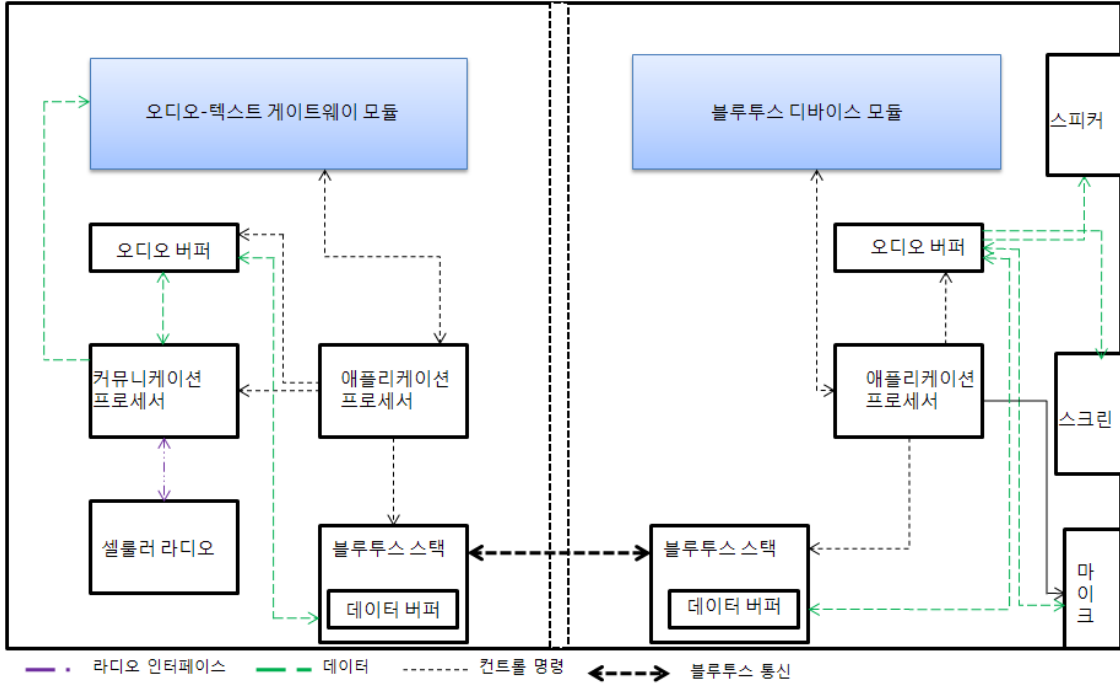 오디오-텍스트 게이트웨이 모듈
블루투스 디바이스 모듈
스피커
오디오 버퍼
오디오 버퍼
커뮤니케이션
프로세서
애플리케이션
프로세서
애플리케이션
프로세서
스크린
셀룰러 라디오
블루투스 스택
데이터 버퍼
블루투스 스택
데이터 버퍼
마
이
크
라디오 인터페이스
데이터
컨트롤 명령
블루투스 통신